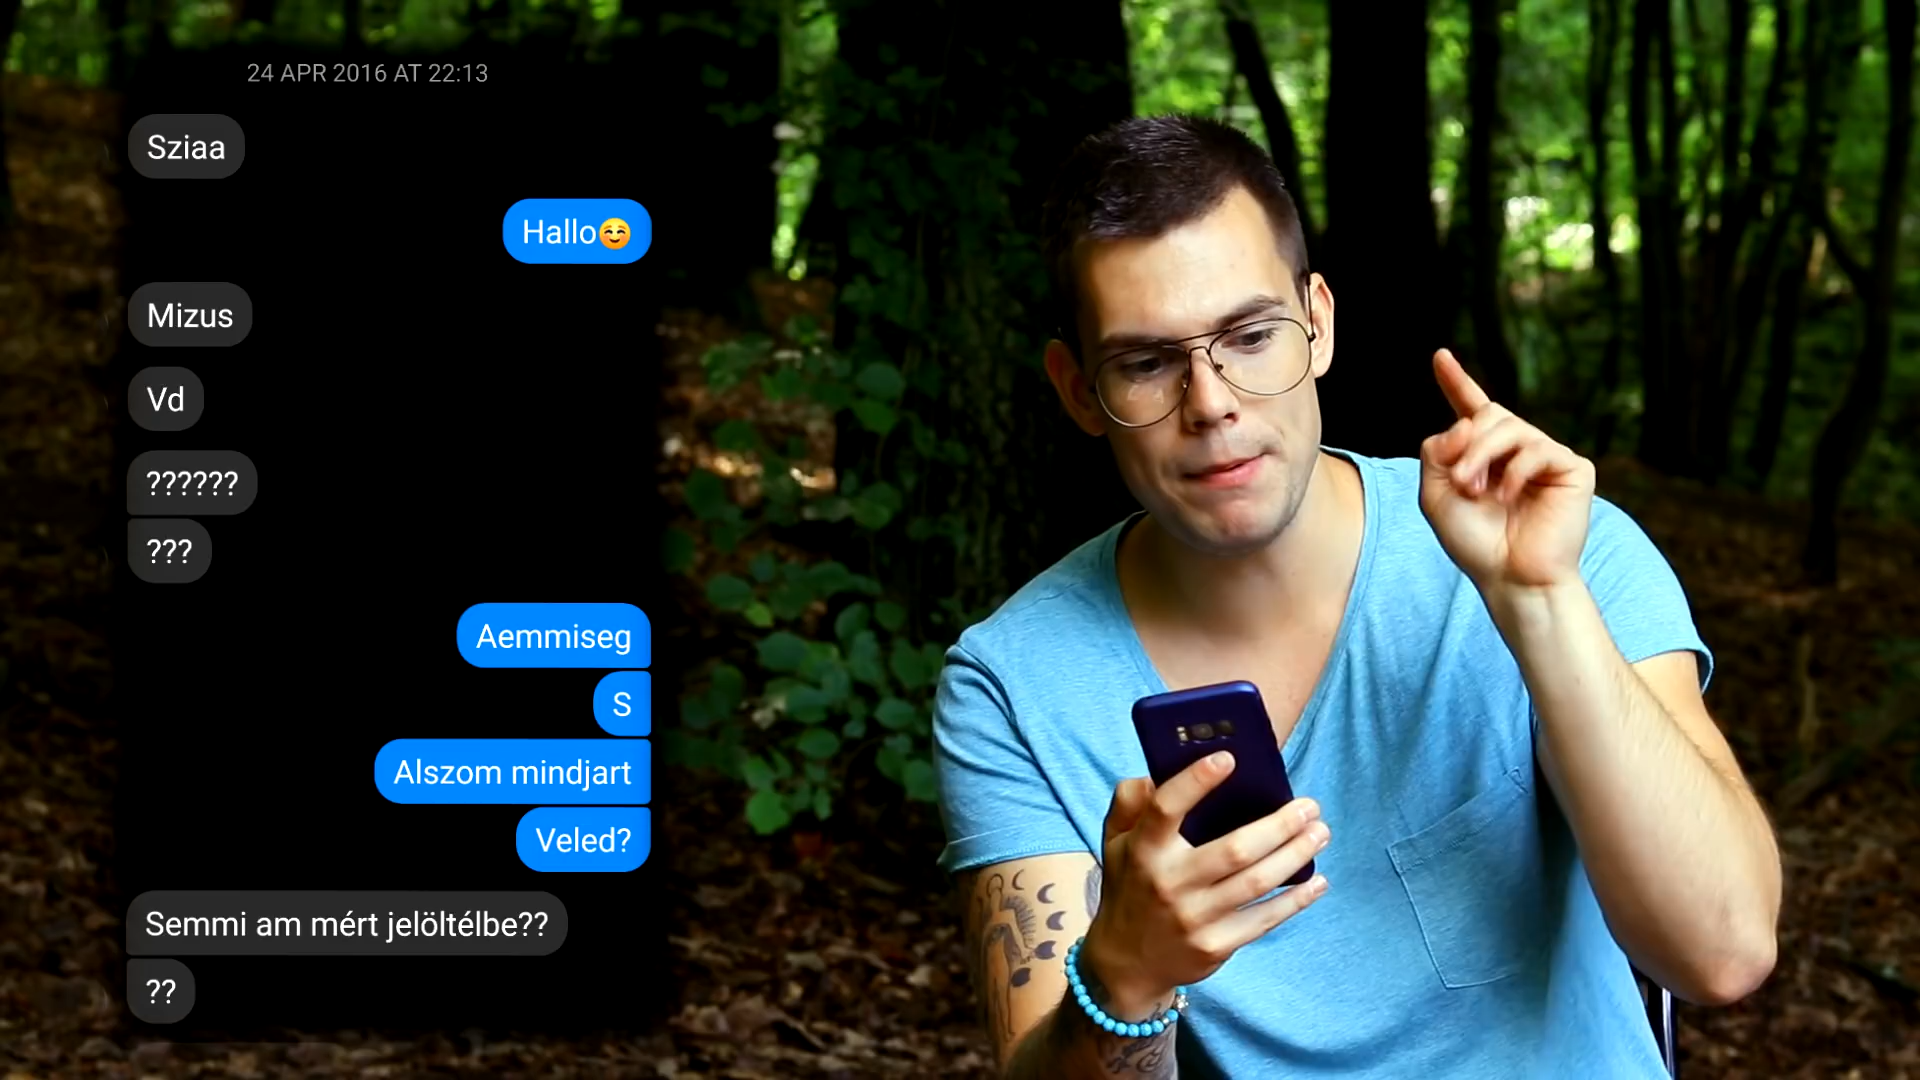 24 APR 2016 AT 22:13
Sziaa
Hallo☺️
Mizus
Vd
??????
???
Aemmiseg
S
Alszom mindjart
Veled?
Semmi am mért jelöltélbe??
??